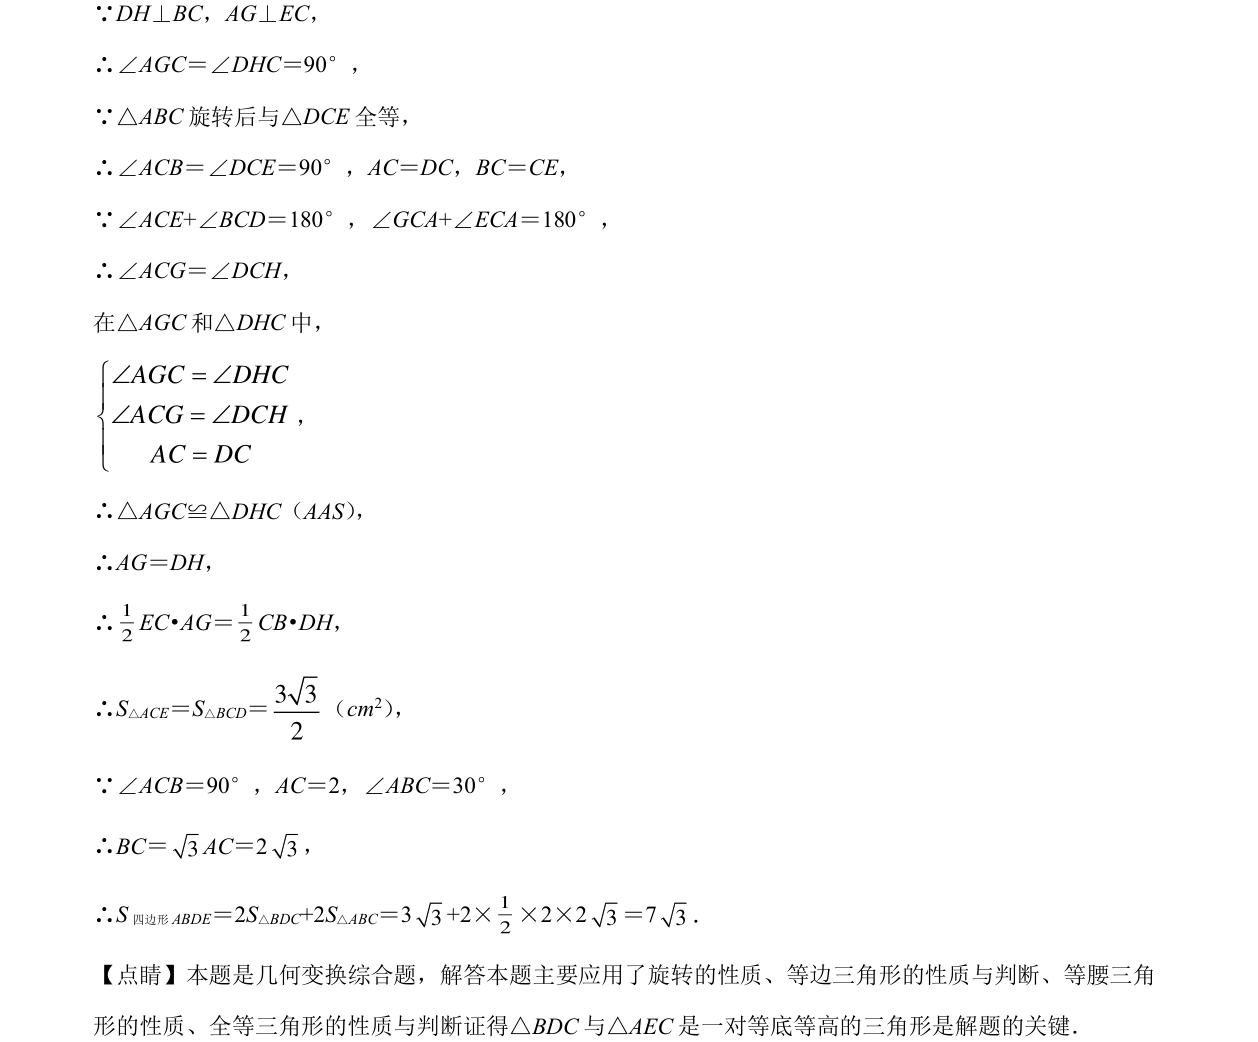 ∵DH⊥BC，AG⊥EC，
∴∠AGC＝∠DHC＝90°，
∵△ABC旋转后与△DCE全等，
∴∠ACB＝∠DCE＝90°，AC＝DC，BC＝CE，
∵∠ACE+∠BCD＝180°，∠GCA+∠ECA＝180°，
∴∠ACG＝∠DCH，
在△AGC和△DHC中，
{∠AGC = ∠DHC
∠ACG = ∠DCH，
AC = DC
∴△AGC≌△DHC（AAS），
∴AG＝DH，
∴1/2 EC•AG＝1/2 CB•DH，
∴S△ACE＝S△BCD＝3√3/2（cm²），
∵∠ACB＝90°，AC＝2，∠ABC＝30°，
∴BC＝√3AC＝2√3，
∴S四边形ABDE＝2S△BDC+2S△ABC＝3√3+2×1/2×2×2√3＝7√3．
【点睛】本题是几何变换综合题，解答本题主要应用了旋转的性质、等边三角形的性质与判断、等腰三角
形的性质、全等三角形的性质与判断证得△BDC与△AEC是一对等底等高的三角形是解题的关键．